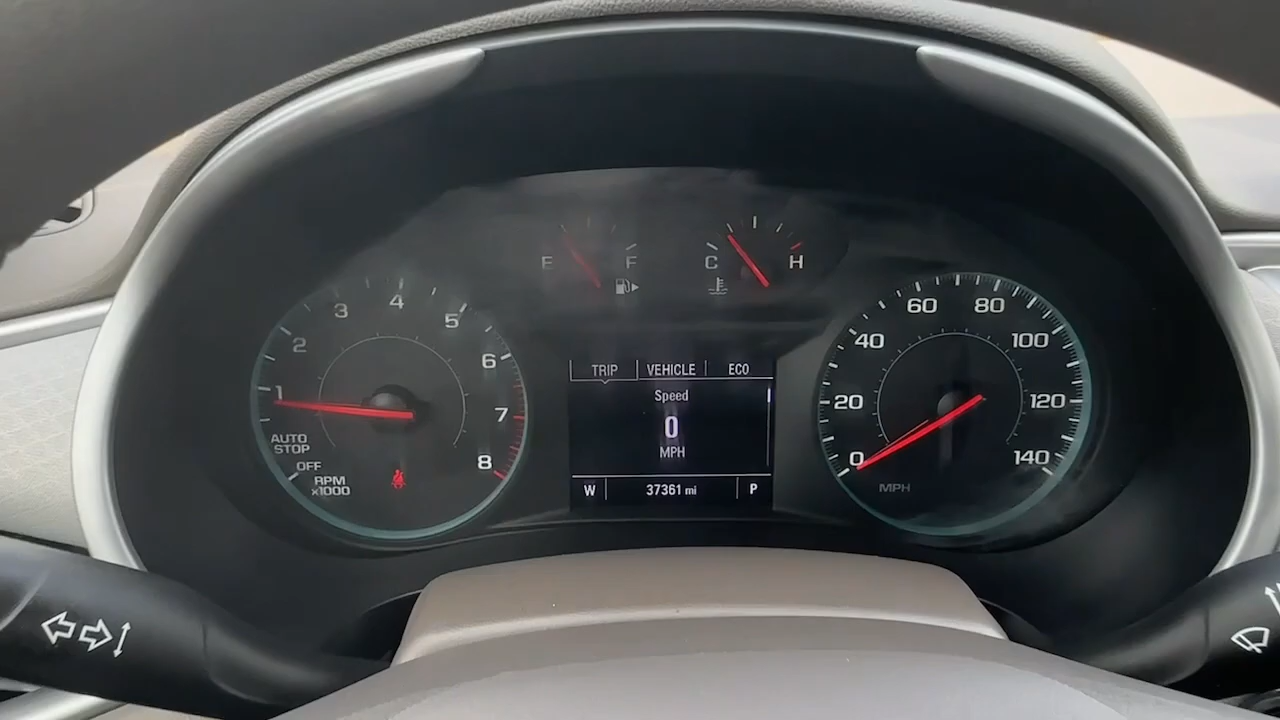 E F
C H
1 2 3 4 5 6 7 8
AUTO
STOP
OFF
RPM
x1000
TRIP VEHICLE ECO
Speed
0
MPH
W 37361 mi P
0 20 40 60 80 100 120 140
MPH